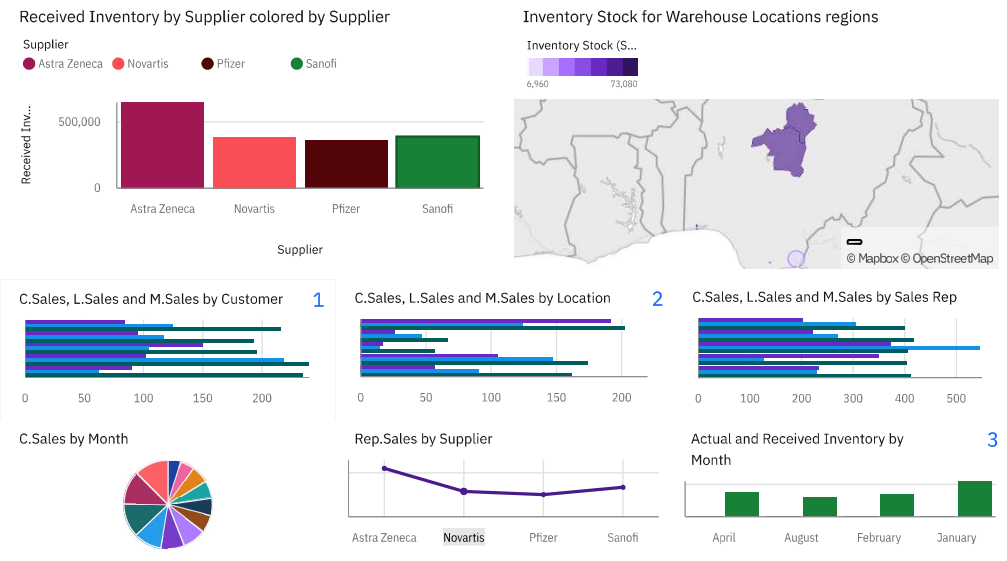 Received Inventory by Supplier colored by Supplier
Supplier
Astra Zeneca Novartis Pfizer Sanofi
Received Inv...
500,000
0
Astra Zeneca Novartis Pfizer Sanofi
Supplier
Inventory Stock for Warehouse Locations regions
Inventory Stock (S...
6,960 73,080
© Mapbox © OpenStreetMap
C.Sales, L.Sales and M.Sales by Customer 1
0 50 100 150 200
C.Sales, L.Sales and M.Sales by Location 2
0 50 100 150 200
C.Sales, L.Sales and M.Sales by Sales Rep
0 100 200 300 400 500
C.Sales by Month
Rep.Sales by Supplier
Astra Zeneca Novartis Pfizer Sanofi
Actual and Received Inventory by 3
Month
April August February January